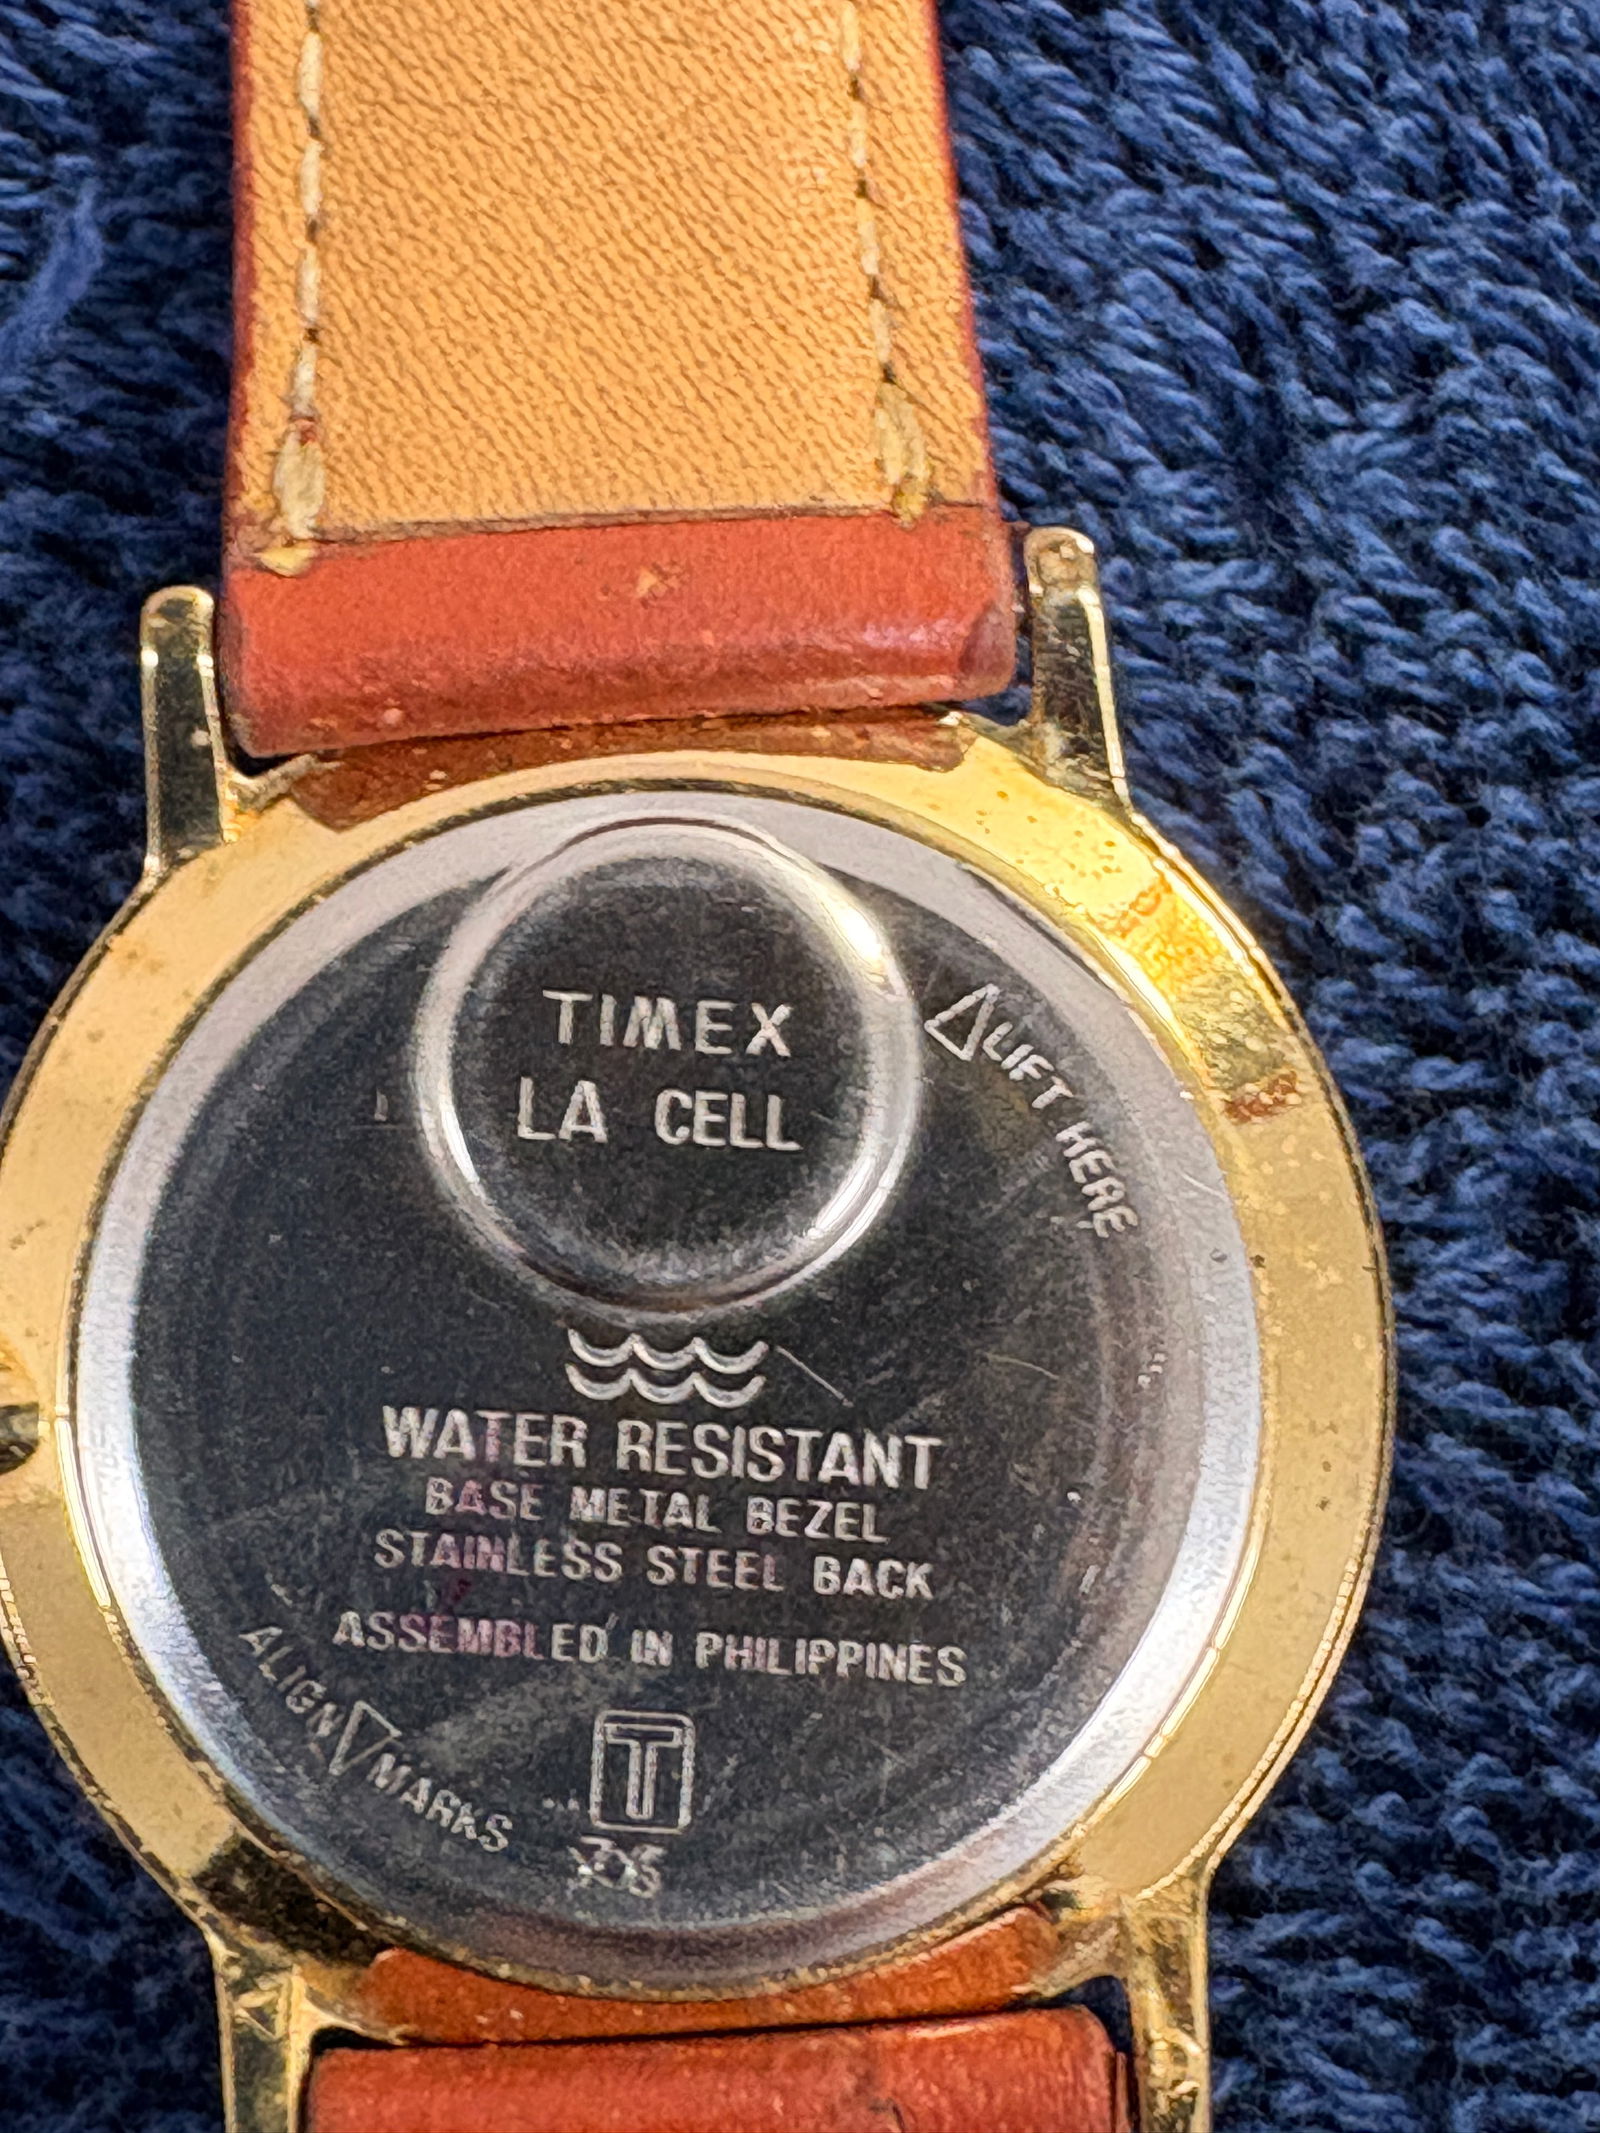 TIMEX
LA CELL
LIFT HERE
WATER RESISTANT
BASE METAL BEZEL
STAINLESS STEEL BACK
ASSEMBLED IN PHILIPPINES
ALIGN MARKS
T